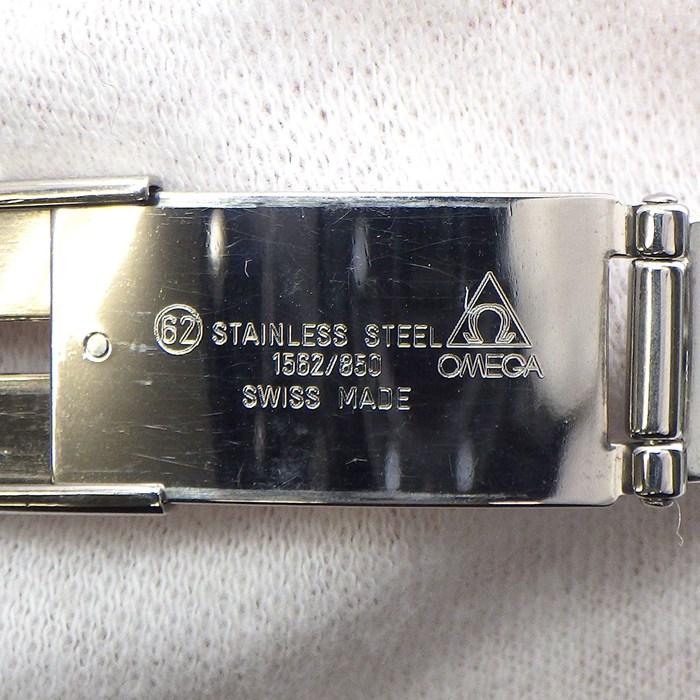 62 STAINLESS STEEL
1562/850
SWISS MADE
Ω
OMEGA